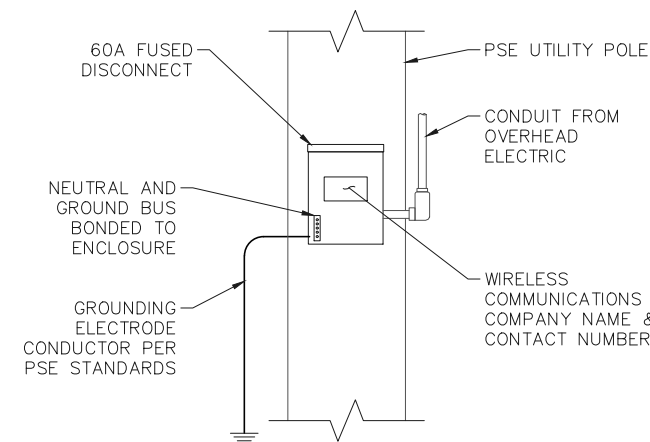 60A FUSED
DISCONNECT
PSE UTILITY POLE
CONDUIT FROM
OVERHEAD
ELECTRIC
NEUTRAL AND
GROUND BUS
BONDED TO
ENCLOSURE
WIRELESS
COMMUNICATIONS
COMPANY NAME &
CONTACT NUMBER
GROUNDING
ELECTRODE
CONDUCTOR PER
PSE STANDARDS